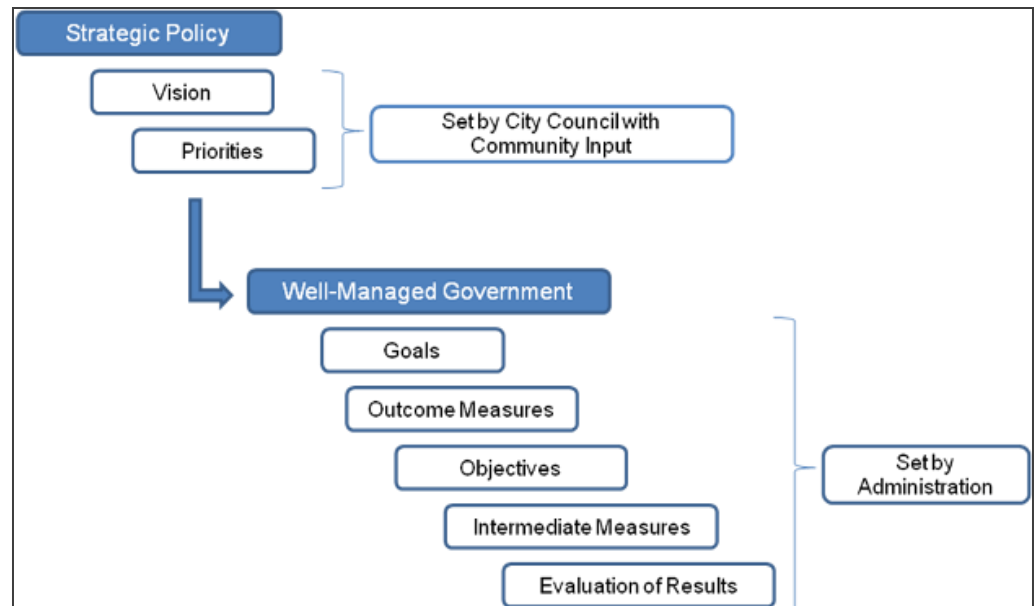 Strategic Policy
Vision
Priorities
Set by City Council with
Community Input
Well-Managed Government
Goals
Outcome Measures
Objectives
Intermediate Measures
Evaluation of Results
Set by
Administration